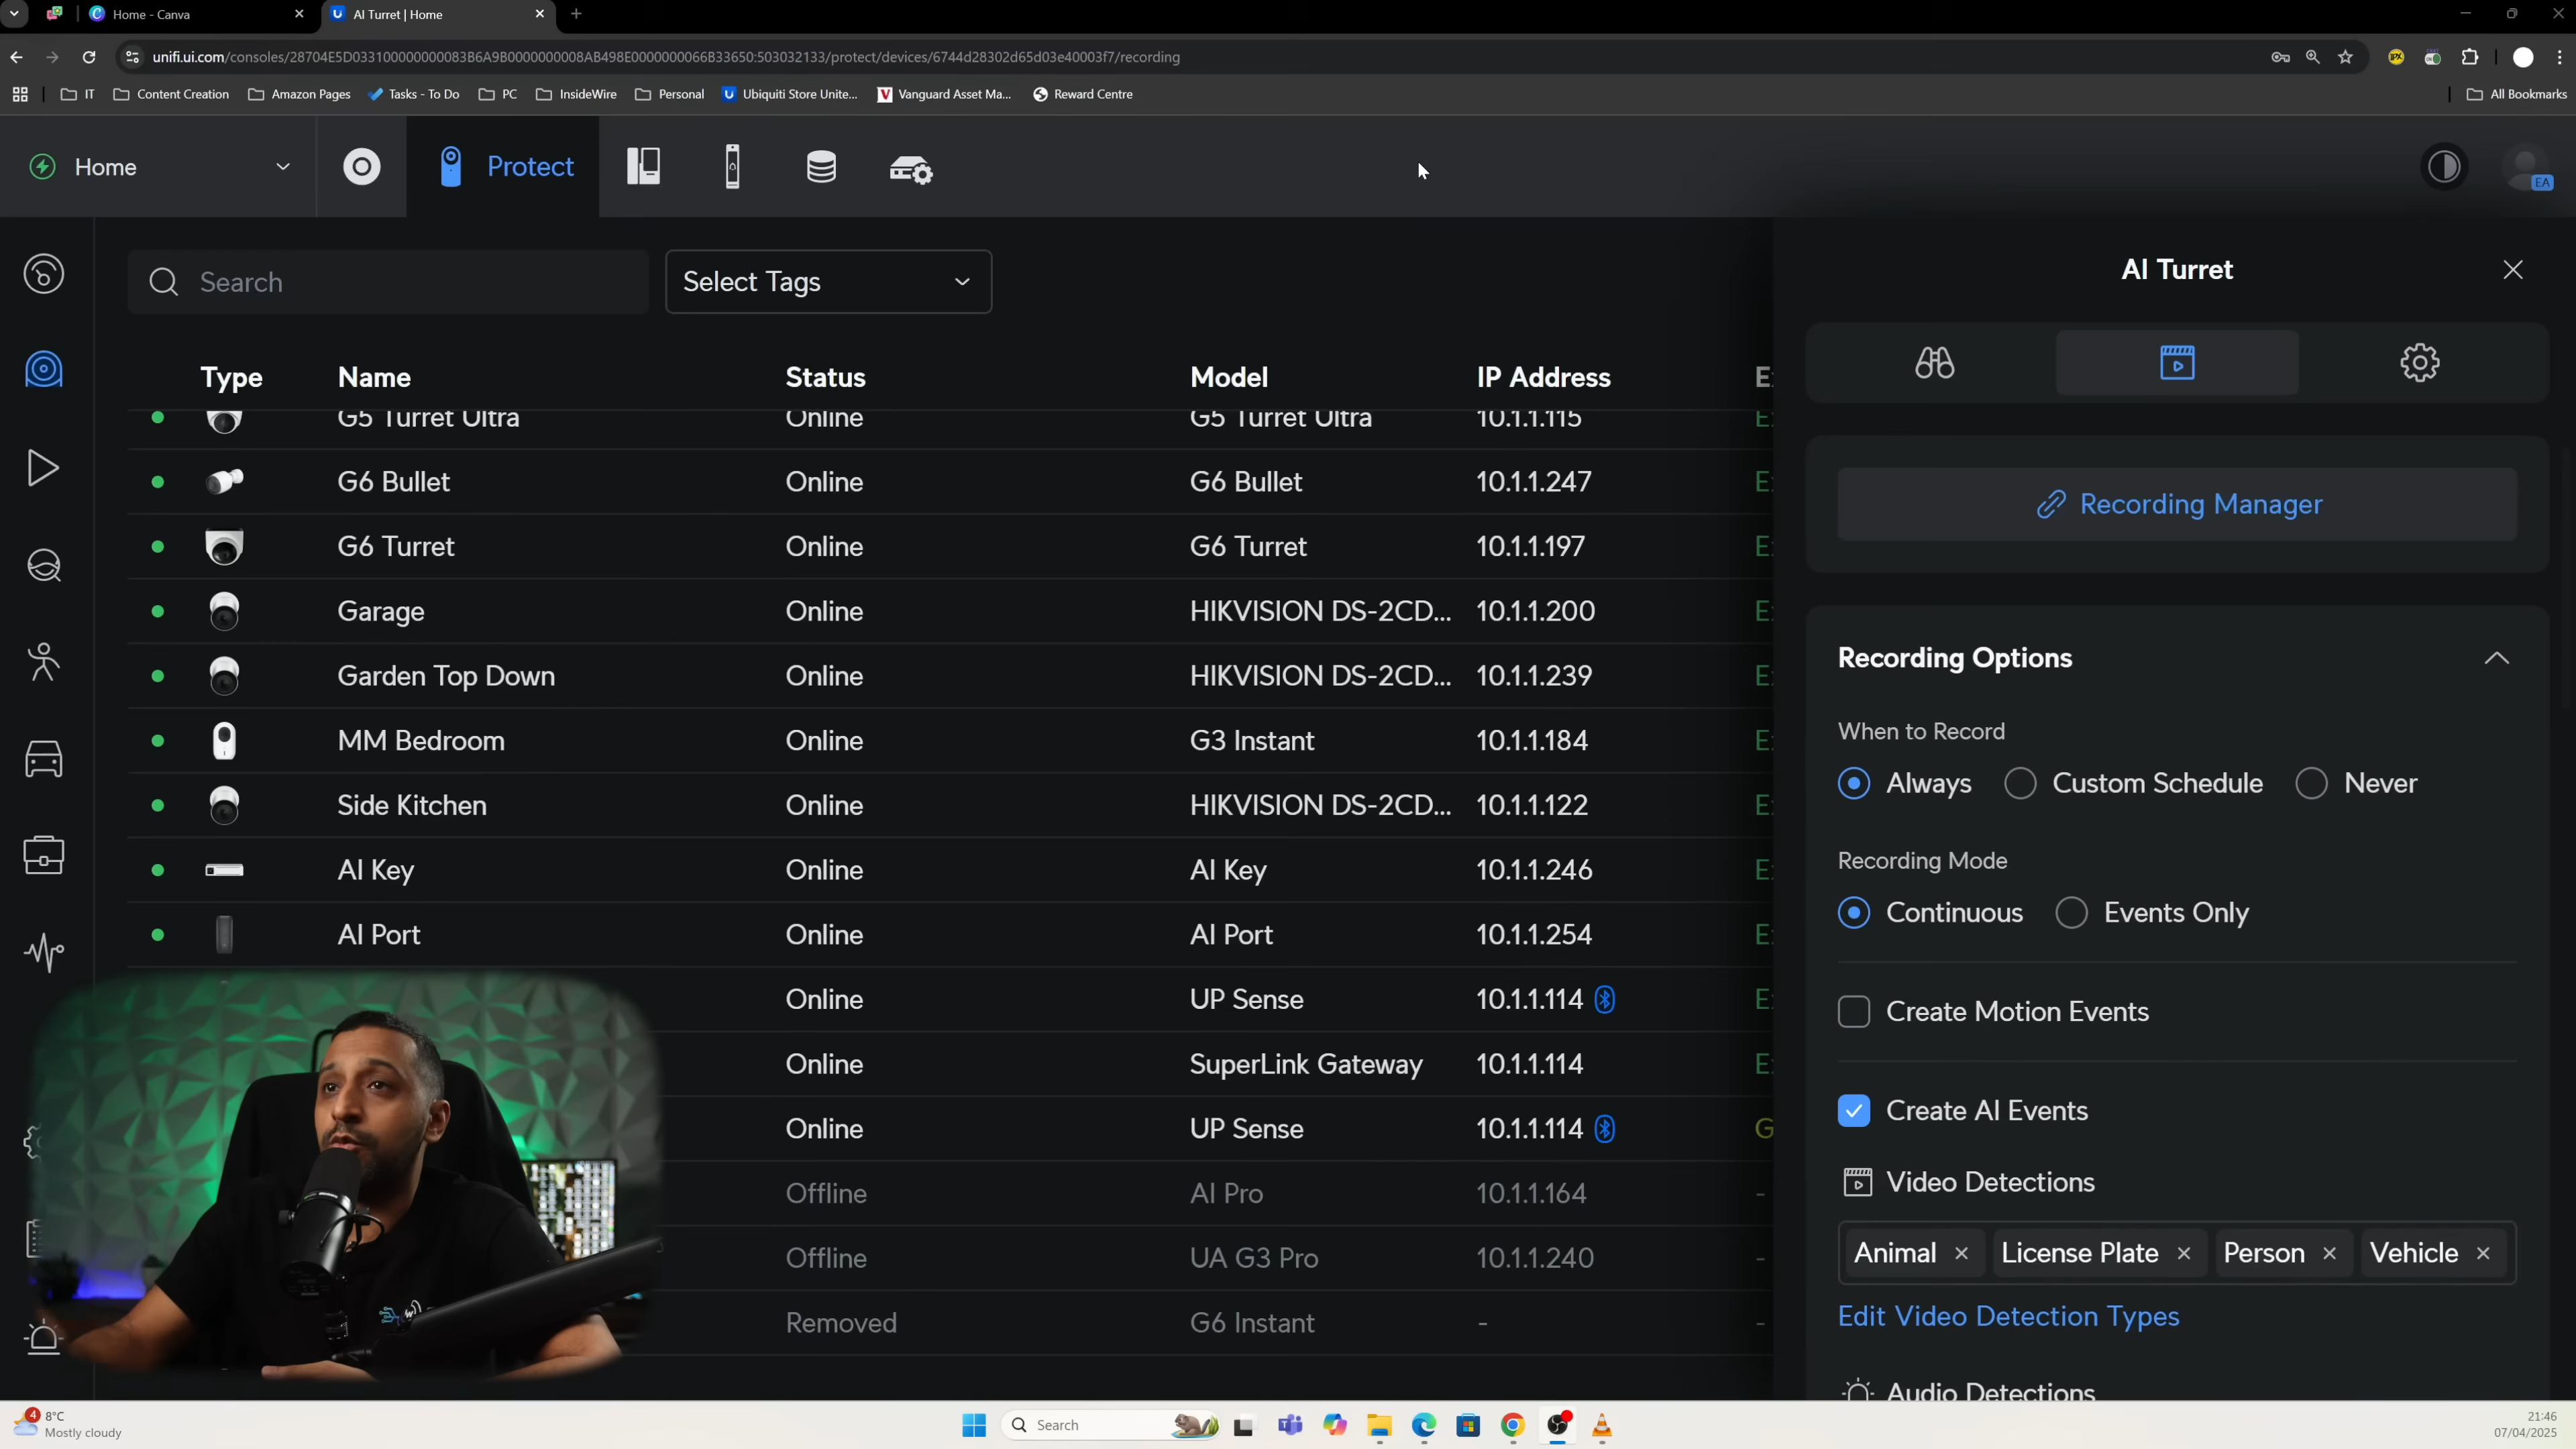 Home - Canva
AI Turret | Home
unifi.ui.com/consoles/28704E5D033100000000083B6A9B0000000008AB498E0000000066B33650:503032133/protect/devices/6744d28302d65d03e40003f7/recording
IT
Content Creation
Amazon Pages
Tasks - To Do
PC
InsideWire
Personal
Ubiquiti Store Unite...
Vanguard Asset Ma...
Reward Centre
All Bookmarks
Home
Protect
EA
Search
Select Tags
Type Name Status Model IP Address E
G5 Turret Ultra Online G5 Turret Ultra 10.1.1.115 E
G6 Bullet Online G6 Bullet 10.1.1.247 E
G6 Turret Online G6 Turret 10.1.1.197 E
Garage Online HIKVISION DS-2CD... 10.1.1.200 E
Garden Top Down Online HIKVISION DS-2CD... 10.1.1.239 E
MM Bedroom Online G3 Instant 10.1.1.184 E
Side Kitchen Online HIKVISION DS-2CD... 10.1.1.122 E
AI Key Online AI Key 10.1.1.246 E
AI Port Online AI Port 10.1.1.254 E
Online UP Sense 10.1.1.114 E
Online SuperLink Gateway 10.1.1.114 E
Online UP Sense 10.1.1.114 G
Offline AI Pro 10.1.1.164 -
Offline UA G3 Pro 10.1.1.240 -
Removed G6 Instant - -
AI Turret
Recording Manager
Recording Options
When to Record
Always Custom Schedule Never
Recording Mode
Continuous Events Only
Create Motion Events
Create AI Events
Video Detections
Animal License Plate Person Vehicle
Edit Video Detection Types
Audio Detections
4
8°C
Mostly cloudy
Search
21:46
07/04/2025